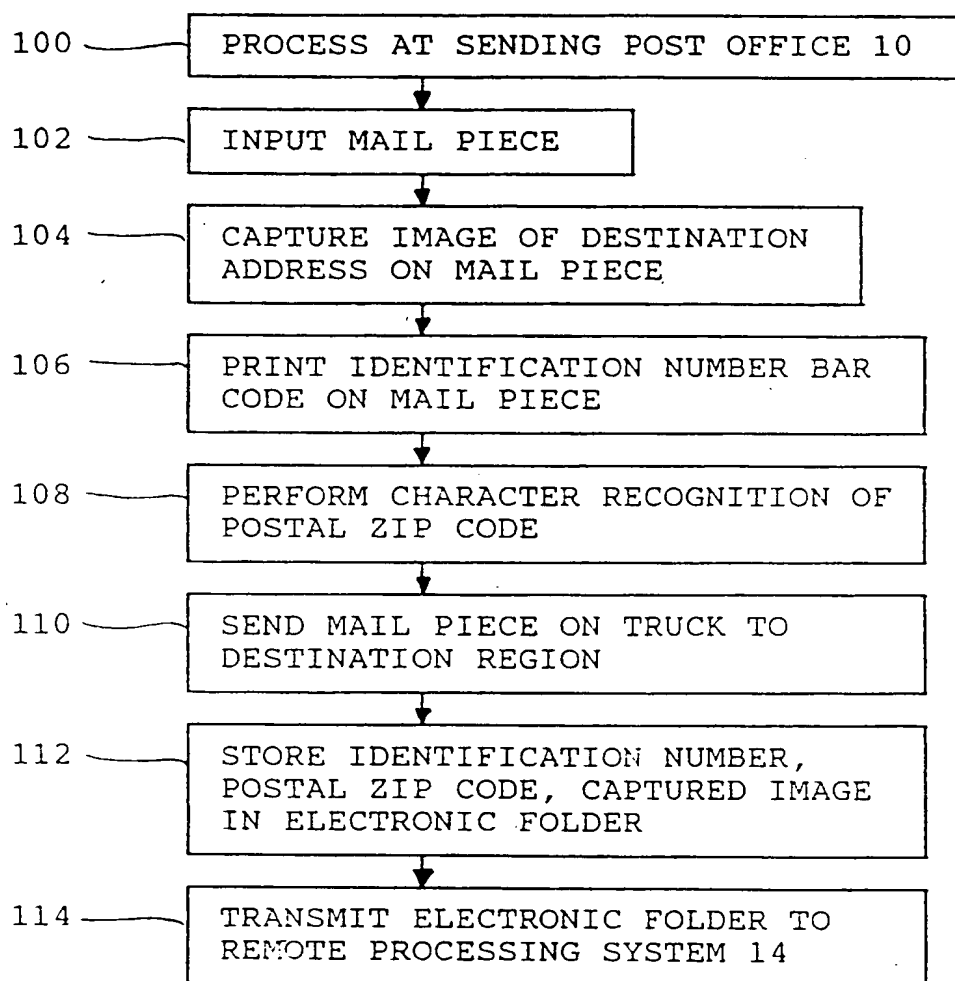 100 PROCESS AT SENDING POST OFFICE 10
102 INPUT MAIL PIECE
104 CAPTURE IMAGE OF DESTINATION
ADDRESS ON MAIL PIECE
106 PRINT IDENTIFICATION NUMBER BAR
CODE ON MAIL PIECE
108 PERFORM CHARACTER RECOGNITION OF
POSTAL ZIP CODE
110 SEND MAIL PIECE ON TRUCK TO
DESTINATION REGION
112 STORE IDENTIFICATION NUMBER,
POSTAL ZIP CODE, CAPTURED IMAGE
IN ELECTRONIC FOLDER
114 TRANSMIT ELECTRONIC FOLDER TO
REMOTE PROCESSING SYSTEM 14